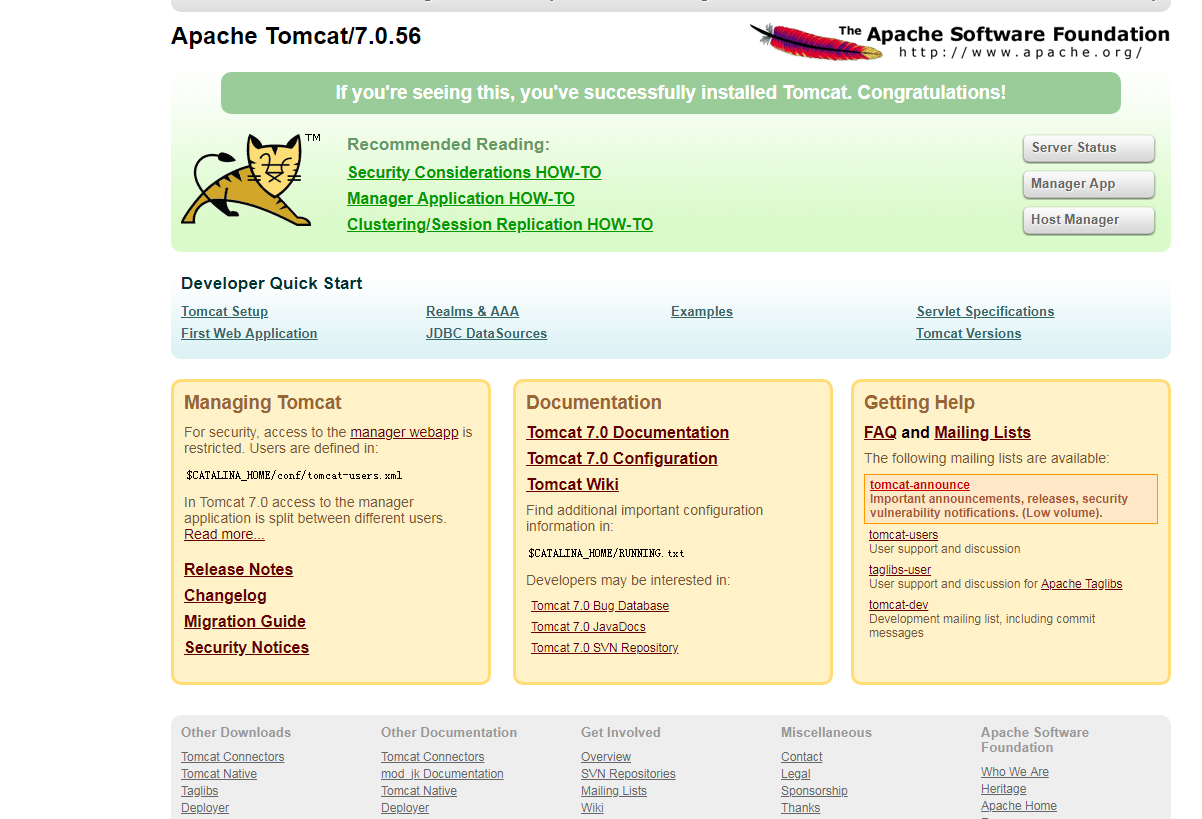 Apache Tomcat/7.0.56
The Apache Software Foundation
http://www.apache.org/
If you're seeing this, you've successfully installed Tomcat. Congratulations!
TM
Recommended Reading:
Security Considerations HOW-TO
Manager Application HOW-TO
Clustering/Session Replication HOW-TO
Server Status
Manager App
Host Manager
Developer Quick Start
Tomcat Setup
First Web Application
Realms & AAA
JDBC DataSources
Examples
Servlet Specifications
Tomcat Versions
Managing Tomcat
For security, access to the manager webapp is
restricted. Users are defined in:
$CATALINA_HOME/conf/tomcat-users.xml
In Tomcat 7.0 access to the manager
application is split between different users.
Read more...
Release Notes
Changelog
Migration Guide
Security Notices
Documentation
Tomcat 7.0 Documentation
Tomcat 7.0 Configuration
Tomcat Wiki
Find additional important configuration
information in:
$CATALINA_HOME/RUNNING.txt
Developers may be interested in:
Tomcat 7.0 Bug Database
Tomcat 7.0 JavaDocs
Tomcat 7.0 SVN Repository
Getting Help
FAQ and Mailing Lists
The following mailing lists are available:
tomcat-announce
Important announcements, releases, security
vulnerability notifications. (Low volume).
tomcat-users
User support and discussion
taglibs-user
User support and discussion for Apache Taglibs
tomcat-dev
Development mailing list, including commit
messages
Other Downloads
Tomcat Connectors
Tomcat Native
Taglibs
Deployer
Other Documentation
Tomcat Connectors
mod_jk Documentation
Tomcat Native
Deployer
Get Involved
Overview
SVN Repositories
Mailing Lists
Wiki
Miscellaneous
Contact
Legal
Sponsorship
Thanks
Apache Software
Foundation
Who We Are
Heritage
Apache Home